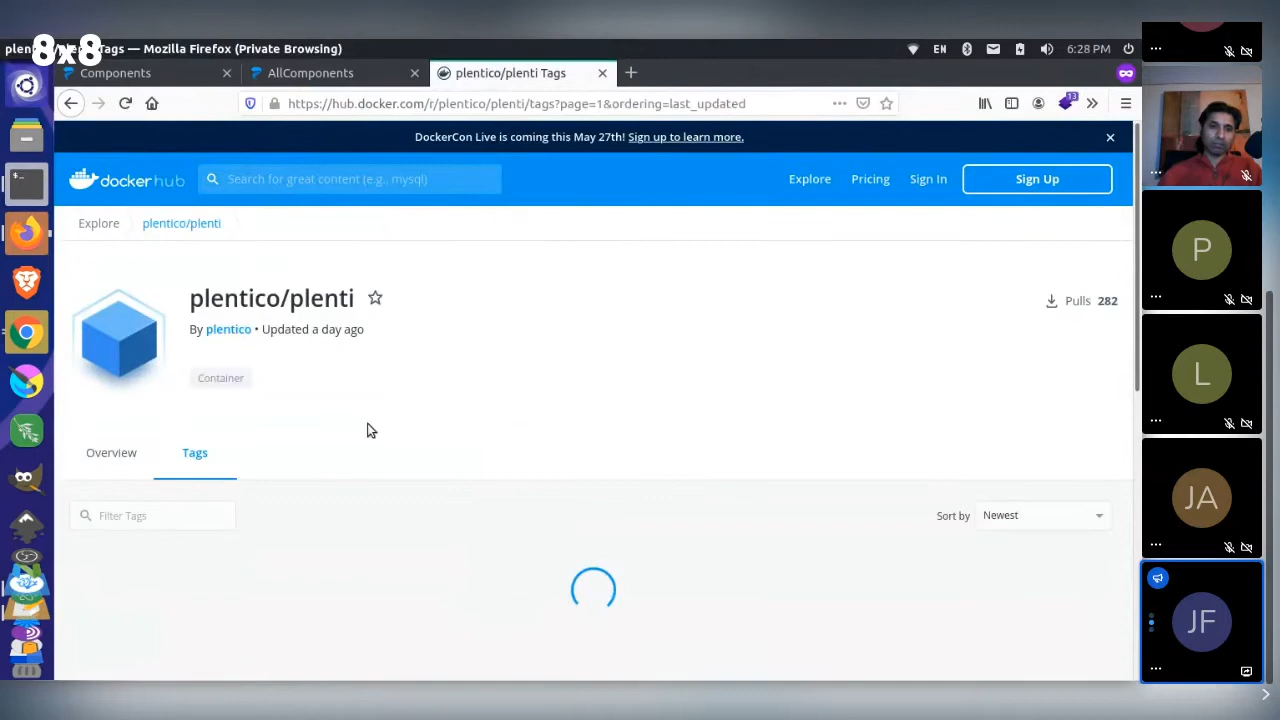 plen Tags — Mozilla Firefox (Private Browsing)
8x8
EN
6:28 PM
Components
AllComponents
plentico/plenti Tags
https://hub.docker.com/r/plentico/plenti/tags?page=1&ordering=last_updated
13
DockerCon Live is coming this May 27th! Sign up to learn more.
docker hub
Search for great content (e.g., mysql)
Explore
Pricing
Sign In
Sign Up
Explore
plentico/plenti
plentico/plenti
Pulls 282
By plentico • Updated a day ago
Container
Overview
Tags
Filter Tags
Sort by
Newest
P
L
JA
JF